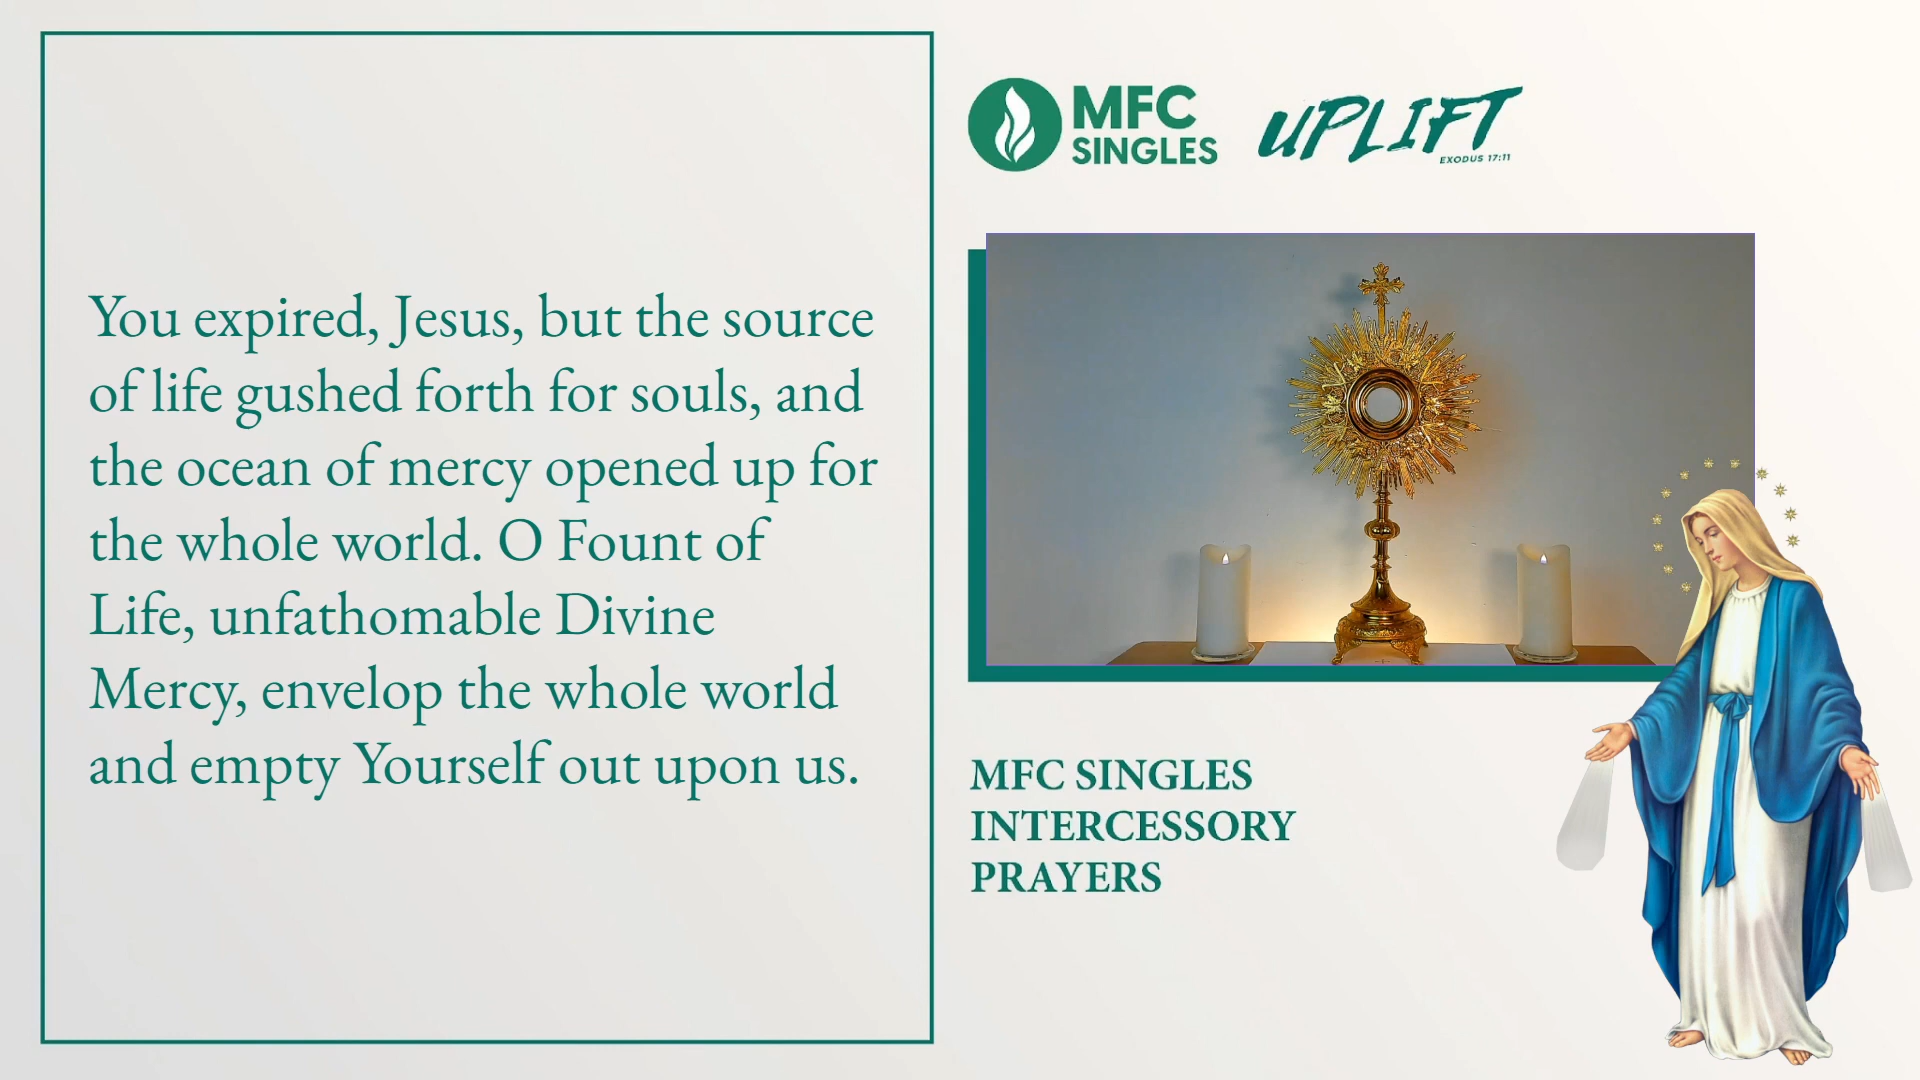 You expired, Jesus, but the source
of life gushed forth for souls, and
the ocean of mercy opened up for
the whole world. O Fount of
Life, unfathomable Divine
Mercy, envelop the whole world
and empty Yourself out upon us.
MFC
SINGLES
UPLIFT
EXODUS 17:11
MFC SINGLES
INTERCESSORY
PRAYERS